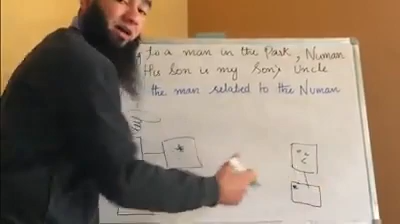 to a man in the Park, Numan
His Son is my Son's Uncle
the man related to the Numan